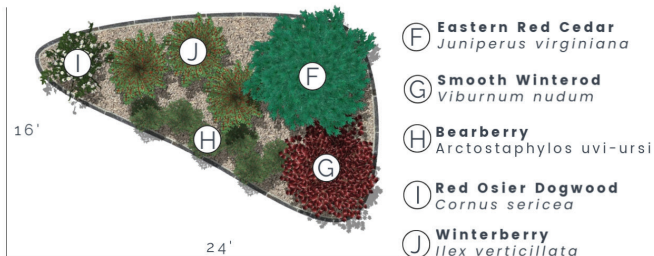 I
J
F
H
G
16'
24'
F Eastern Red Cedar
Juniperus virginiana
G Smooth Winterod
Viburnum nudum
H Bearberry
Arctostaphylos uvi-ursi
I Red Osier Dogwood
Cornus sericea
J Winterberry
Ilex verticillata